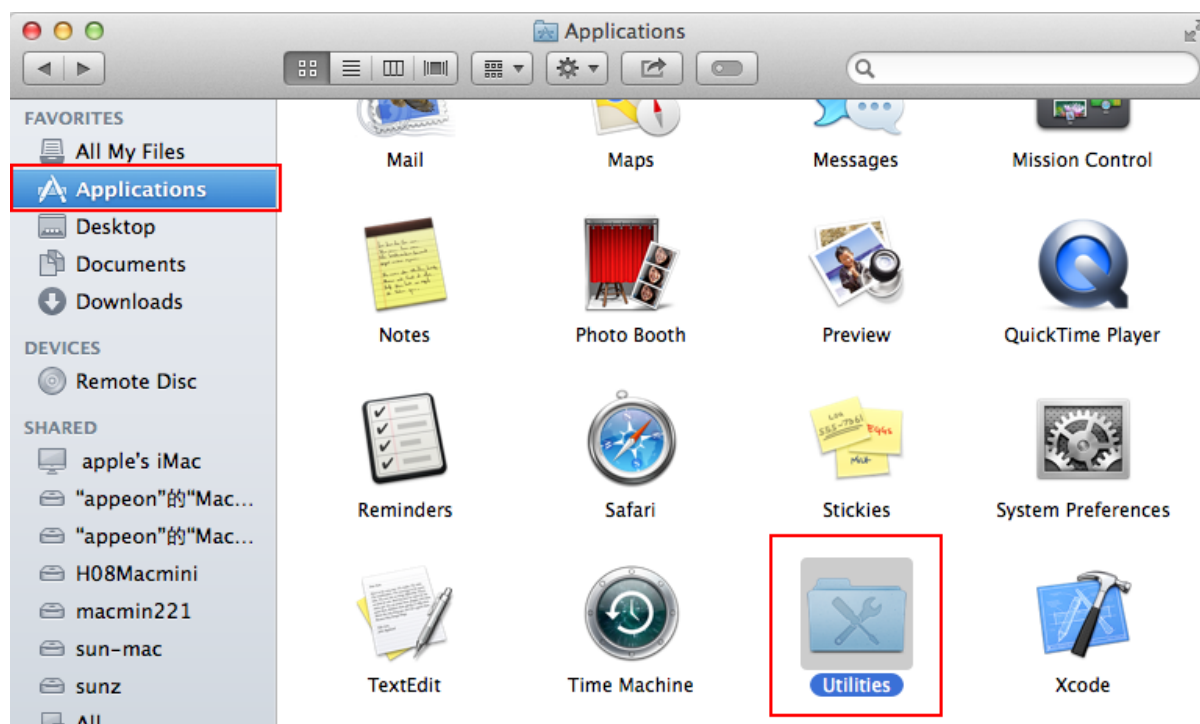 Applications
FAVORITES
All My Files
Applications
Desktop
Documents
Downloads
DEVICES
Remote Disc
SHARED
apple's iMac
“appeon”的“Mac...
“appeon”的“Mac...
H08Macmini
macmin221
sun-mac
sunz
All
Mail
Maps
Messages
Mission Control
Notes
Photo Booth
Preview
QuickTime Player
Reminders
Safari
Stickies
System Preferences
TextEdit
Time Machine
Utilities
Xcode